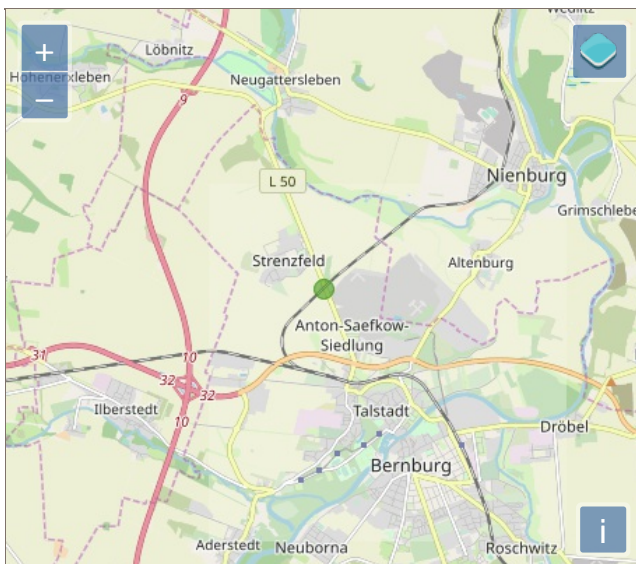 Wedlitz
+
Löbnitz
Hohenerxleben
Neugattersleben
−
9
Nienburg
L 50
Grimschlebe
Strenzfeld
Altenburg
Anton-Saefkow-
Siedlung
31
10
32
32
Ilberstedt
Talstadt
10
Dröbel
Bernburg
i
Aderstedt
Neuborna
Roschwitz